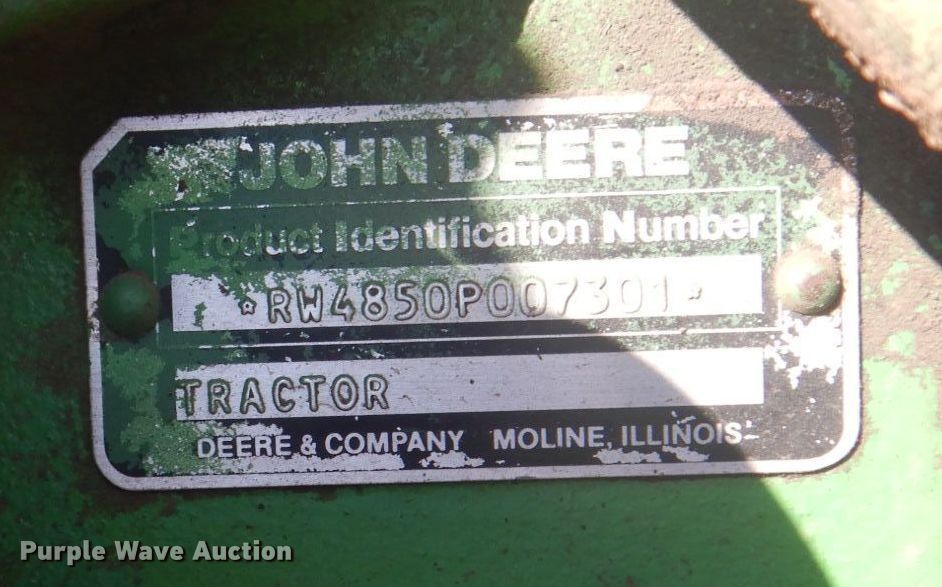 JOHN DEERE
Product Identification Number
*RW4850P007301*
TRACTOR
DEERE & COMPANY MOLINE, ILLINOIS
Purple Wave Auction